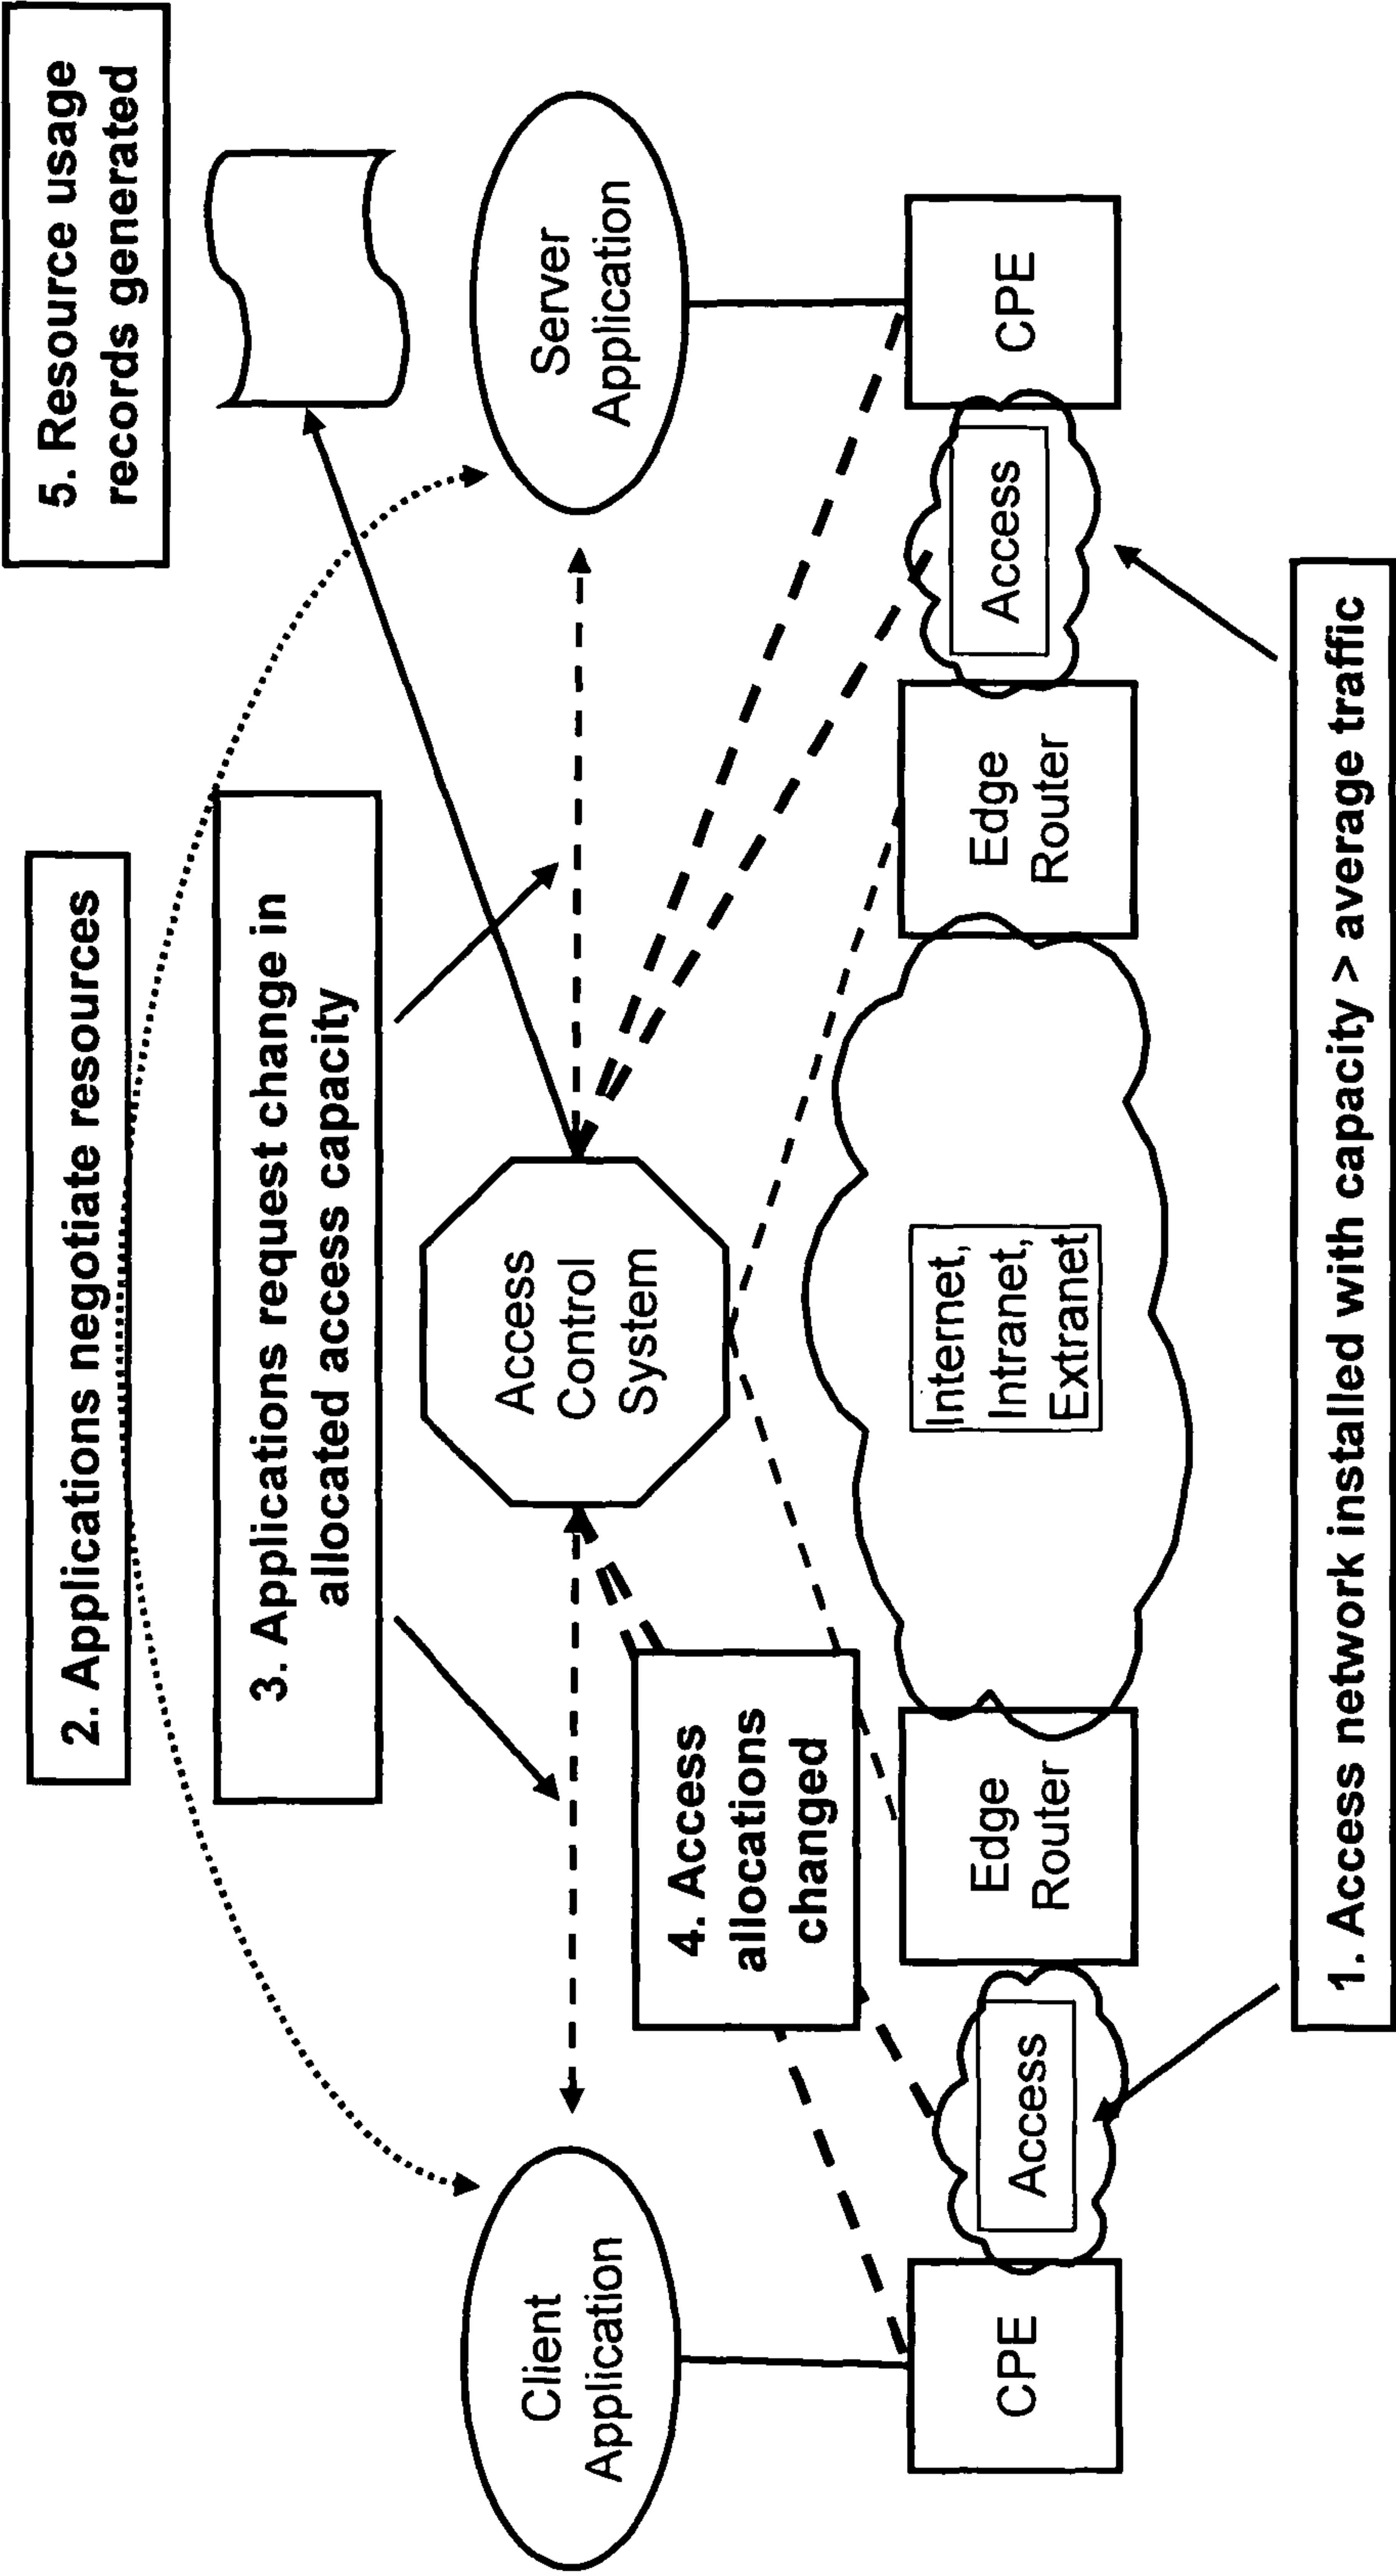 2. Applications negotiate resources
5. Resource usage
records generated
3. Applications request change in
allocated access capacity
Client
Application
Access
Control
System
Server
Application
4. Access
allocations
changed
CPE
Access
Edge
Router
Internet,
Intranet,
Extranet
Edge
Router
Access
CPE
1. Access network installed with capacity > average traffic